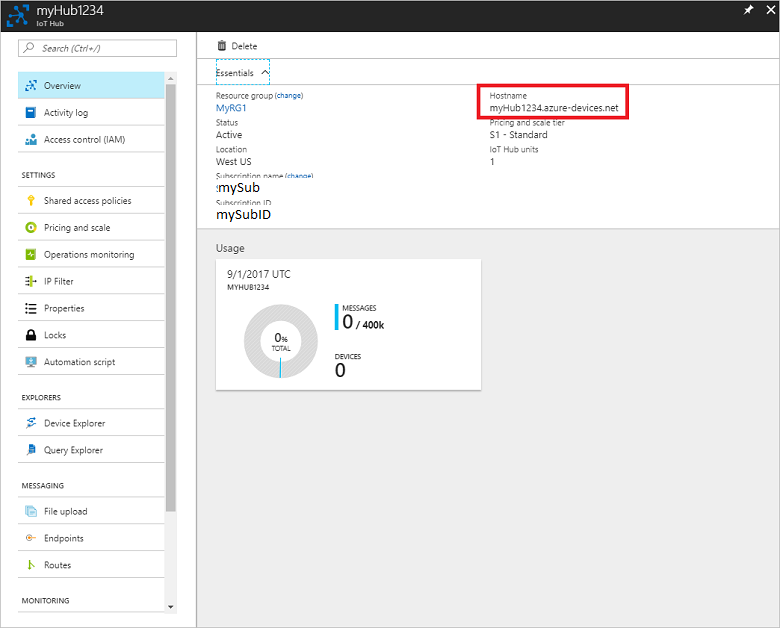 myHub1234
IoT Hub
Search (Ctrl+/)
Overview
Activity log
Access control (IAM)
SETTINGS
Shared access policies
Pricing and scale
Operations monitoring
IP Filter
Properties
Locks
Automation script
EXPLORERS
Device Explorer
Query Explorer
MESSAGING
File upload
Endpoints
Routes
MONITORING
Delete
Essentials
Resource group (change)
MyRG1
Status
Active
Location
West US
Subscription name (change)
mySub
Subscription ID
mySubID
Hostname
myHub1234.azure-devices.net
Pricing and scale tier
S1 - Standard
IoT Hub units
1
Usage
9/1/2017 UTC
MYHUB1234
0%
TOTAL
MESSAGES
0 / 400k
DEVICES
0